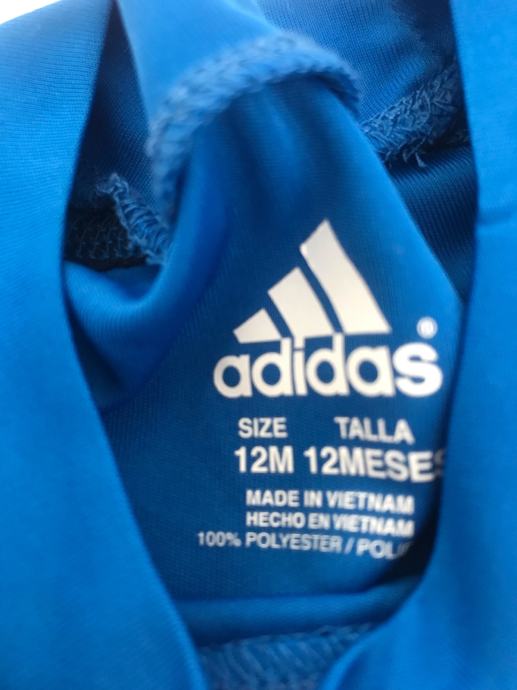 adidas®
SIZE TALLA
12M 12MESES
MADE IN VIETNAM
HECHO EN VIETNAM
100% POLYESTER /